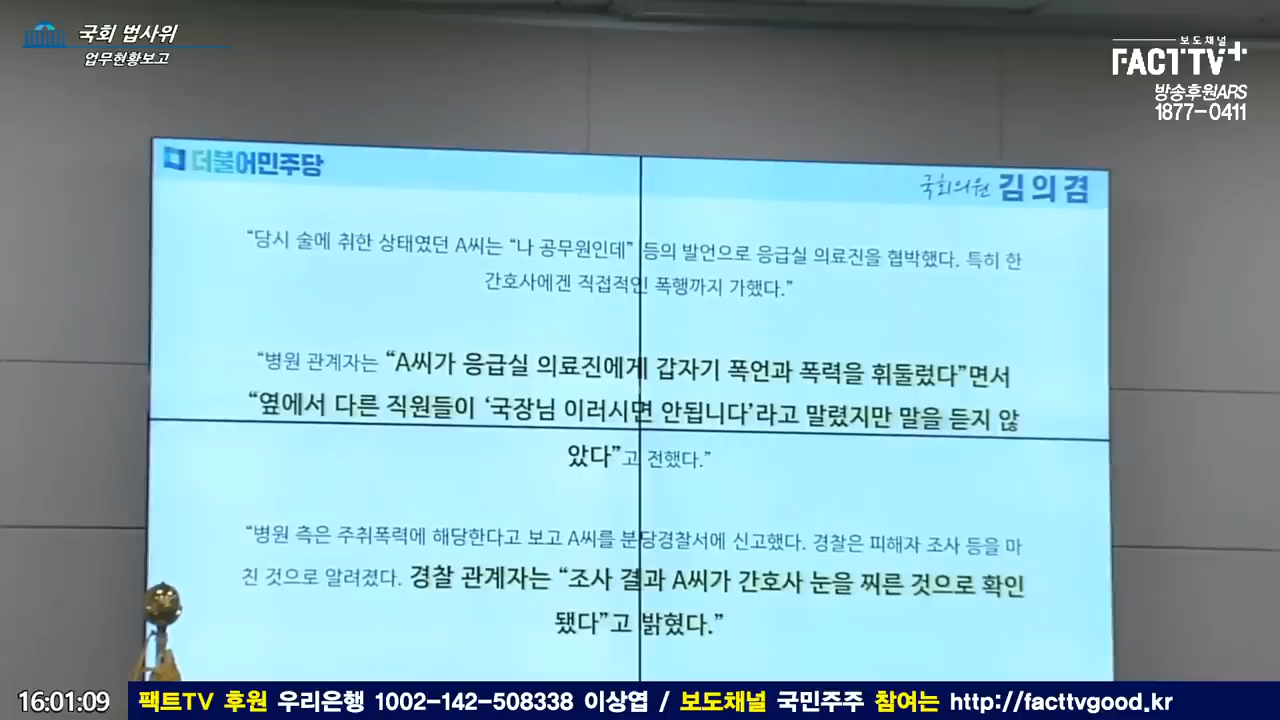 국회 법사위
업무현황보고
보도채널
FACTTV+
방송후원ARS
1877-0411
더불어민주당
국회의원 김의겸
“당시 술에 취한 상태였던 A씨는 “나 공무원인데” 등의 발언으로 응급실 의료진을 협박했다. 특히 한
간호사에겐 직접적인 폭행까지 가했다.”
“병원 관계자는 “A씨가 응급실 의료진에게 갑자기 폭언과 폭력을 휘둘렀다”면서
“옆에서 다른 직원들이 ‘국장님 이러시면 안됩니다’라고 말렸지만 말을 듣지 않
았다”고 전했다.”
“병원 측은 주취폭력에 해당한다고 보고 A씨를 분당경찰서에 신고했다. 경찰은 피해자 조사 등을 마
친 것으로 알려졌다. 경찰 관계자는 “조사 결과 A씨가 간호사 눈을 찌른 것으로 확인
됐다”고 밝혔다.”
16:01:09 팩트TV 후원 우리은행 1002-142-508338 이상엽 / 보도채널 국민주주 참여는 http://facttvgood.kr